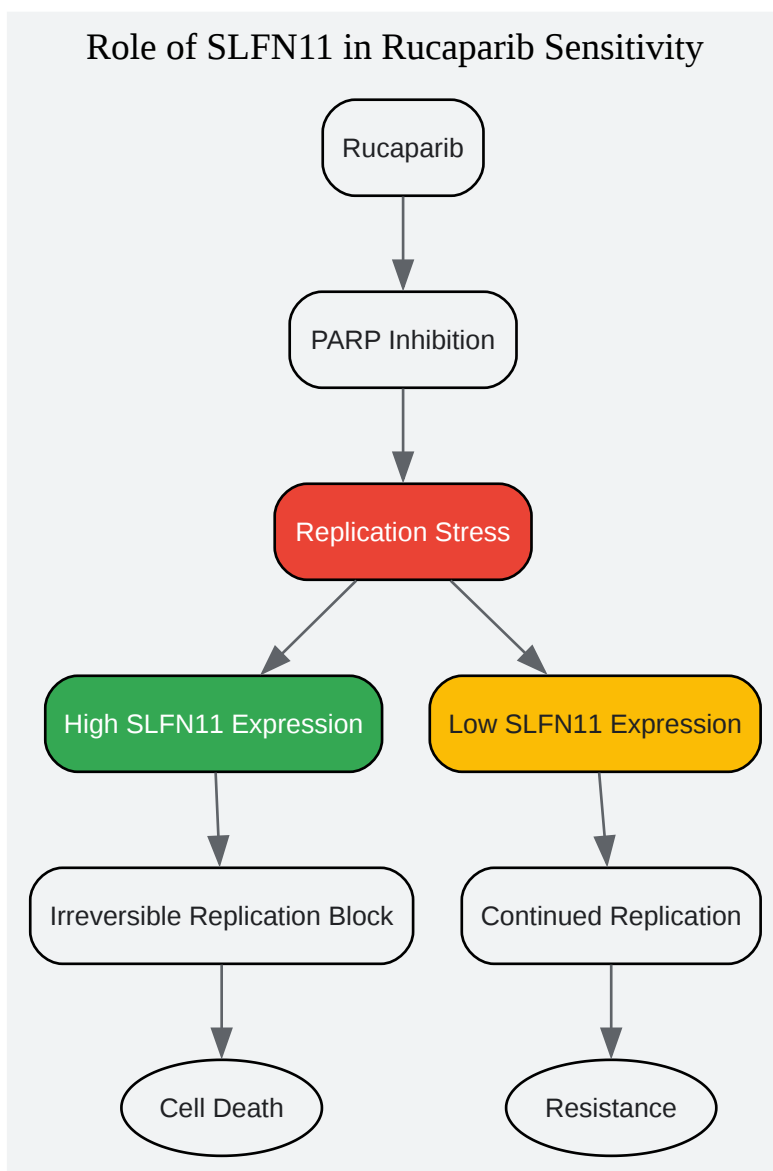 Role of SLFN11 in Rucaparib Sensitivity
Rucaparib
PARP Inhibition
Replication Stress
High SLFN11 Expression
Low SLFN11 Expression
Irreversible Replication Block
Continued Replication
Cell Death
Resistance